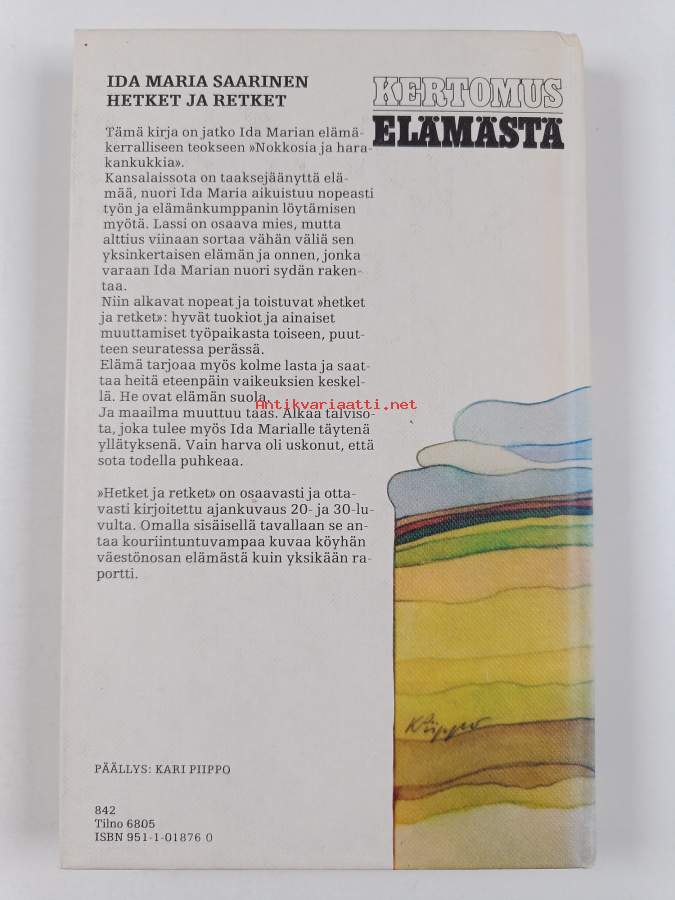 IDA MARIA SAARINEN
HETKET JA RETKET
KERTOMUS
ELÄMÄSTÄ
Tämä kirja on jatko Ida Marian elämä-
kerralliseen teokseen »Nokkosia ja hara-
kankukkia».
Kansalaissota on taaksejäänyttä elä-
mää, nuori Ida Maria aikuistuu nopeasti
työn ja elämänkumppanin löytämisen
myötä. Lassi on osaava mies, mutta
alttius viinaan sortaa vähän väliä sen
yksinkertaisen elämän ja onnen, jonka
varaan Ida Marian nuori sydän raken-
taa.
Niin alkavat nopeat ja toistuvat »hetket
ja retket»: hyvät tuokiot ja ainaiset
muuttamiset työpaikasta toiseen, puut-
teen seuratessa perässä.
Elämä tarjoaa myös kolme lasta ja saat-
taa heitä eteenpäin vaikeuksien keskel-
lä. He ovat elämän suola.
Antikvariaatti.net
Ja maailma muuttuu taas. Alkaa talviso-
ta, joka tulee myös Ida Marialle täytenä
yllätyksenä. Vain harva oli uskonut, että
sota todella puhkeaa.
»Hetket ja retket» on osaavasti ja otta-
vasti kirjoitettu ajankuvaus 20- ja 30-lu-
vulta. Omalla sisäisellä tavallaan se an-
taa kouriintuntuvampaa kuvaa köyhän
väestönosan elämästä kuin yksikään ra-
portti.
KPiippo
PÄÄLLYS: KARI PIIPPO
842
Tilno 6805
ISBN 951-1-01876 0